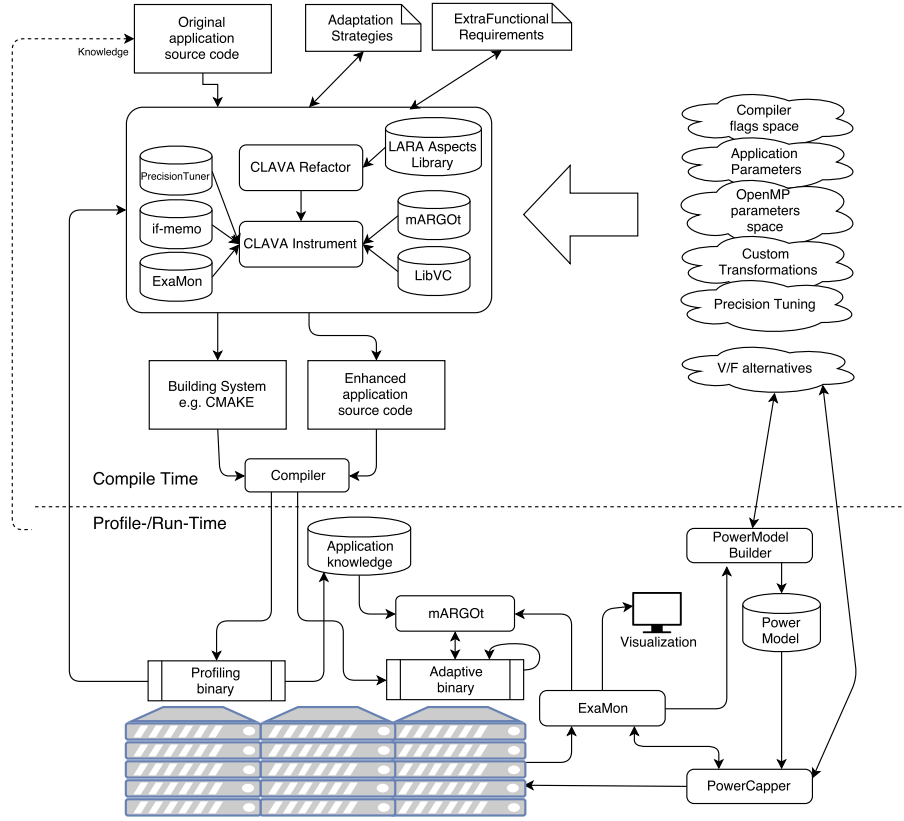 Original
application
source code
Adaptation
Strategies
ExtraFunctional
Requirements
Knowledge
Compiler
flags space
Application
Parameters
OpenMP
parameters
space
Custom
Transformations
Precision Tuning
V/F alternatives
LARA Aspects
Library
CLAVA Refactor
PrecisionTuner
if-memo
ExaMon
CLAVA Instrument
mARGOt
LibVC
Building System
e.g. CMAKE
Enhanced
application
source code
Compiler
Compile Time
Profile-/Run-Time
Application
knowledge
mARGOt
Profiling
binary
Adaptive
binary
Visualization
PowerModel
Builder
Power
Model
ExaMon
PowerCapper